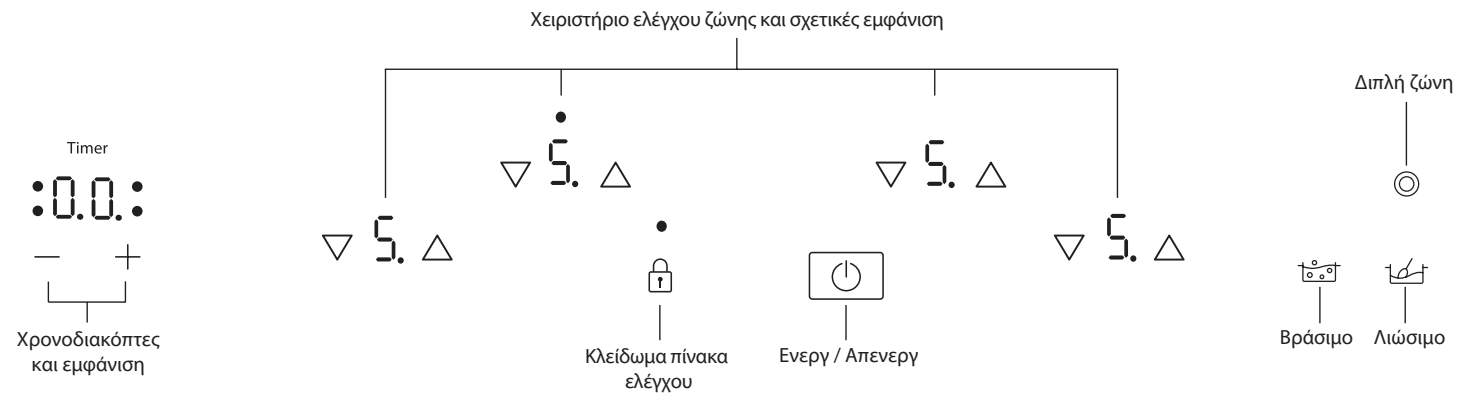 Χειριστήριο ελέγχου ζώνης και σχετικές εμφάνιση
Διπλή ζώνη
Timer
0.0.
5.
5.
5.
5.
Χρονοδιακόπτες
και εμφάνιση
Κλείδωμα πίνακα
ελέγχου
Ενεργ / Απενεργ
Βράσιμο
Λιώσιμο